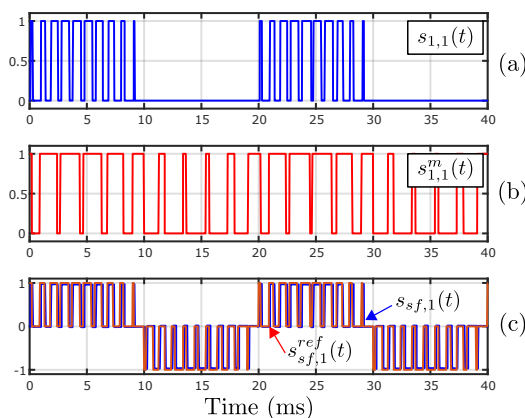 1
0.5
0
s_{1,1}(t)
(a)
0 5 10 15 20 25 30 35 40
1
0.5
0
s^m_{1,1}(t)
(b)
0 5 10 15 20 25 30 35 40
1
0
-1
s_{sf,1}(t)
s^{ref}_{sf,1}(t)
(c)
0 5 10 15 20 25 30 35 40
Time (ms)